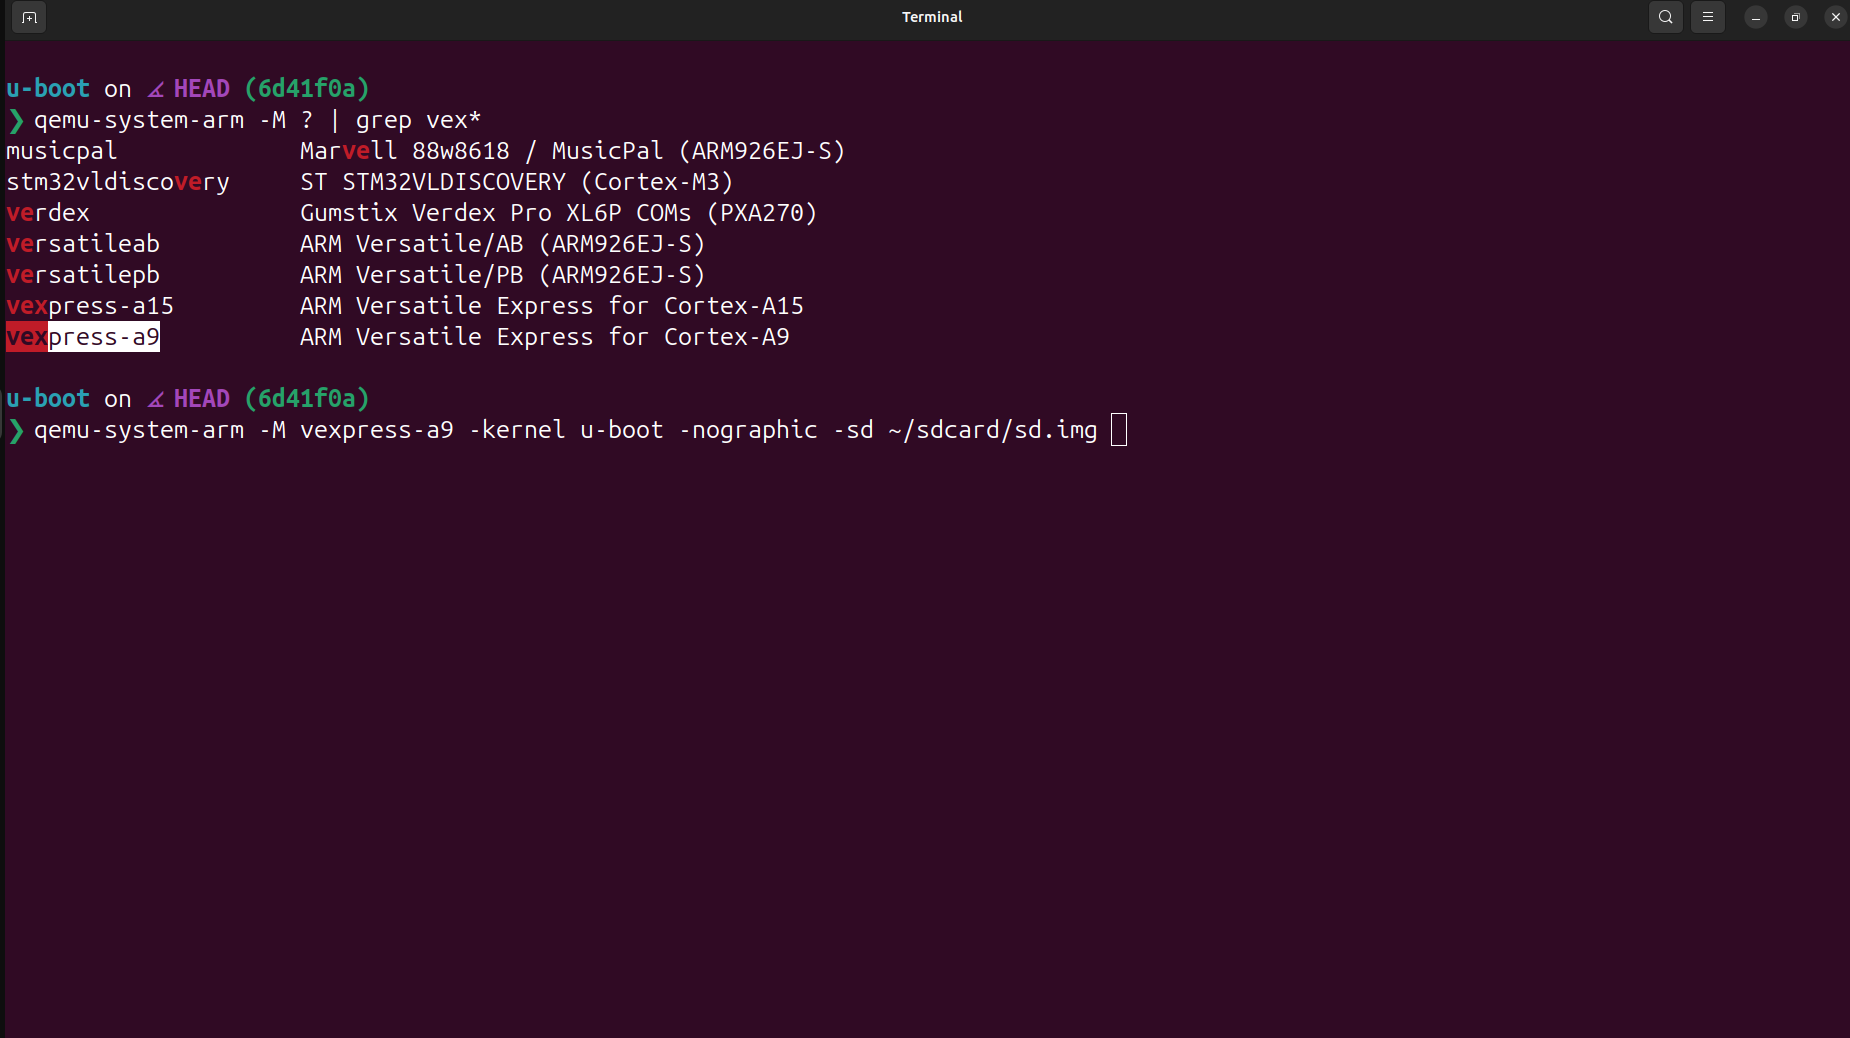 Terminal
u-boot on ∡ HEAD (6d41f0a)
❯ qemu-system-arm -M ? | grep vex*
musicpal             Marvell 88w8618 / MusicPal (ARM926EJ-S)
stm32vldiscovery     ST STM32VLDISCOVERY (Cortex-M3)
verdex               Gumstix Verdex Pro XL6P COMs (PXA270)
versatileab          ARM Versatile/AB (ARM926EJ-S)
versatilepb          ARM Versatile/PB (ARM926EJ-S)
vexpress-a15         ARM Versatile Express for Cortex-A15
vexpress-a9          ARM Versatile Express for Cortex-A9
u-boot on ∡ HEAD (6d41f0a)
❯ qemu-system-arm -M vexpress-a9 -kernel u-boot -nographic -sd ~/sdcard/sd.img